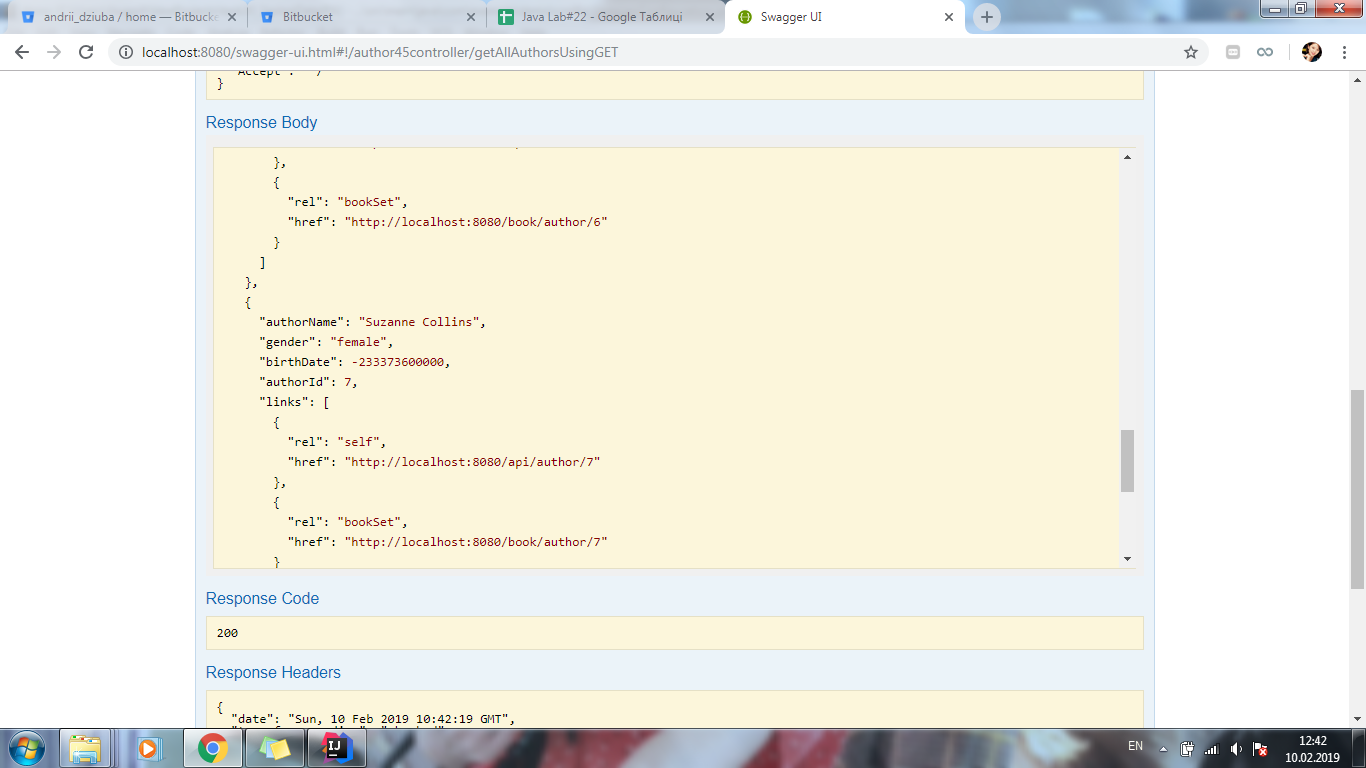 andrii_dziuba / home — Bitbucke
Bitbucket
Java Lab#22 - Google Таблиці
Swagger UI
localhost:8080/swagger-ui.html#!/author45controller/getAllAuthorsUsingGET
}
Response Body
},
{
"rel": "bookSet",
"href": "http://localhost:8080/book/author/6"
}
]
},
{
"authorName": "Suzanne Collins",
"gender": "female",
"birthDate": -233373600000,
"authorId": 7,
"links": [
{
"rel": "self",
"href": "http://localhost:8080/api/author/7"
},
{
"rel": "bookSet",
"href": "http://localhost:8080/book/author/7"
}
Response Code
200
Response Headers
{
"date": "Sun, 10 Feb 2019 10:42:19 GMT",
EN
12:42
10.02.2019